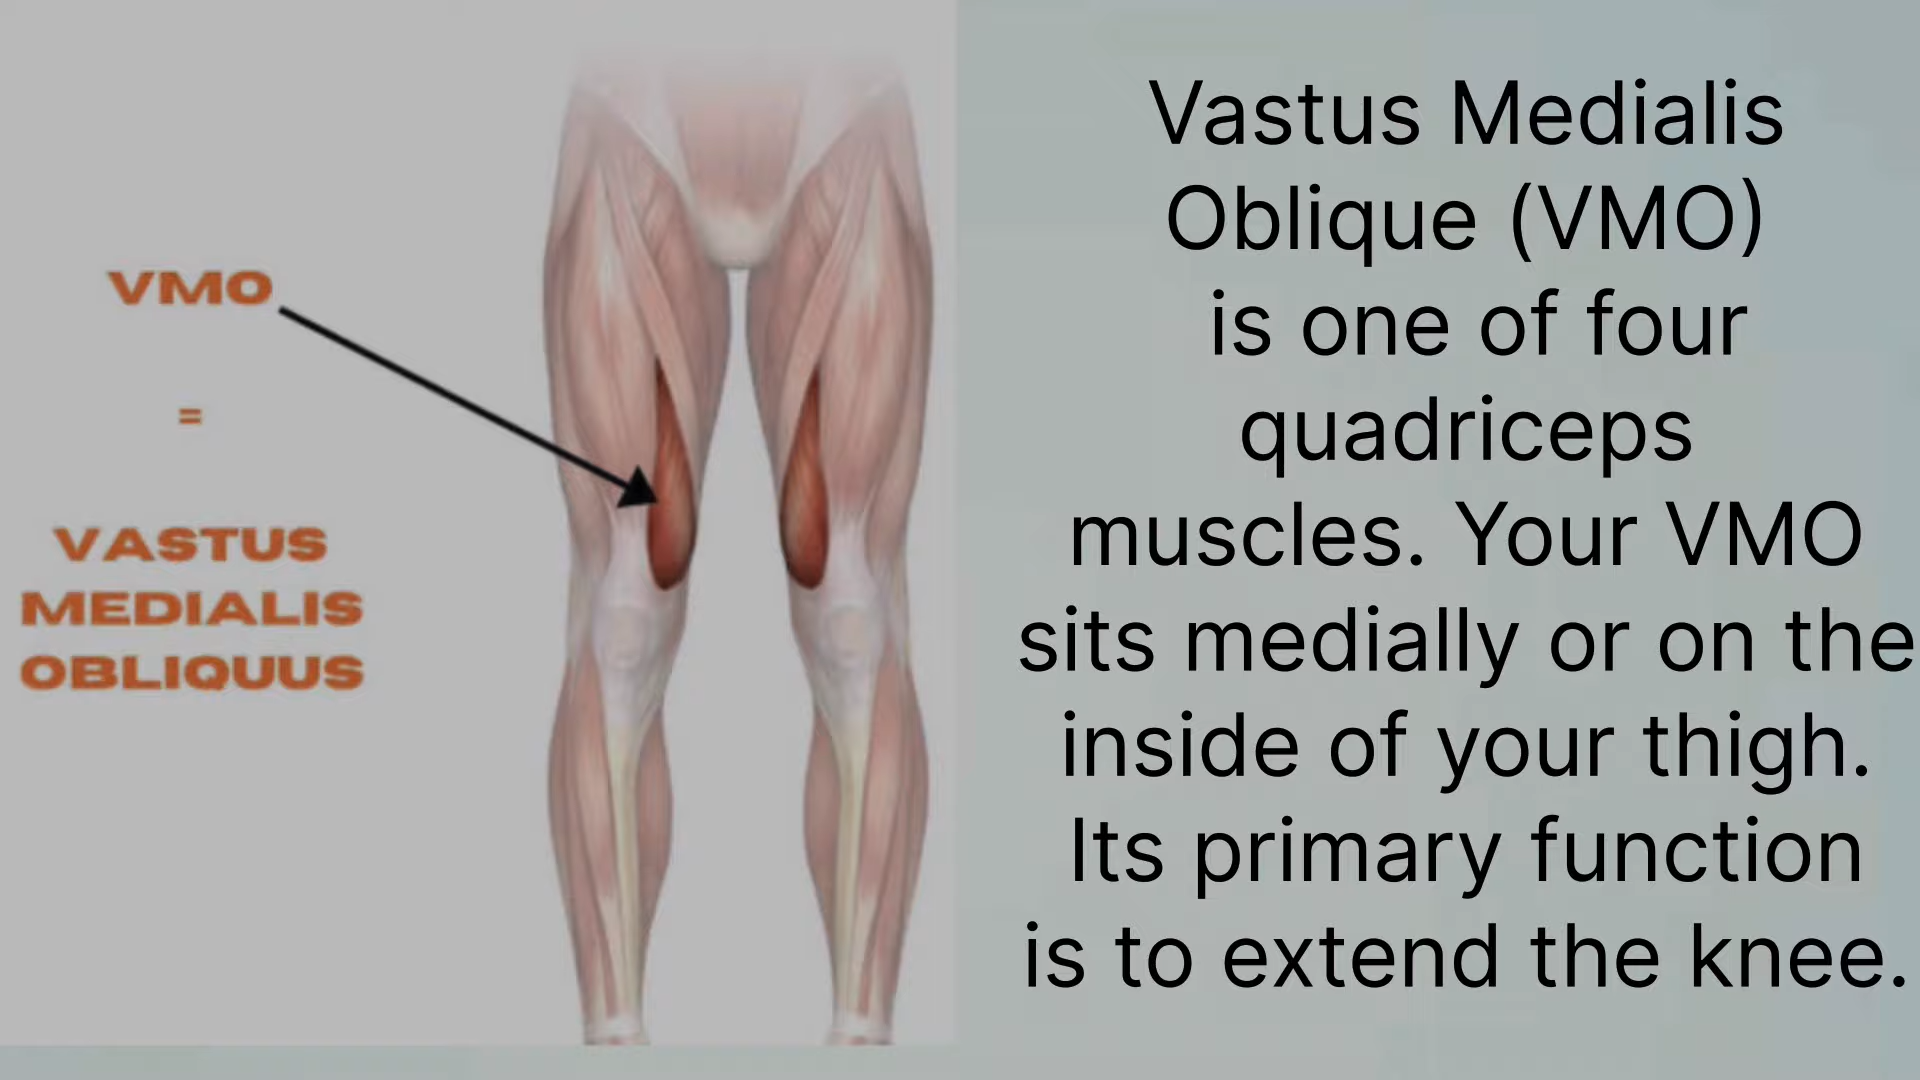 VMO
=
VASTUS
MEDIALIS
OBLIQUUS
Vastus Medialis
Oblique (VMO)
is one of four
quadriceps
muscles. Your VMO
sits medially or on the
inside of your thigh.
Its primary function
is to extend the knee.